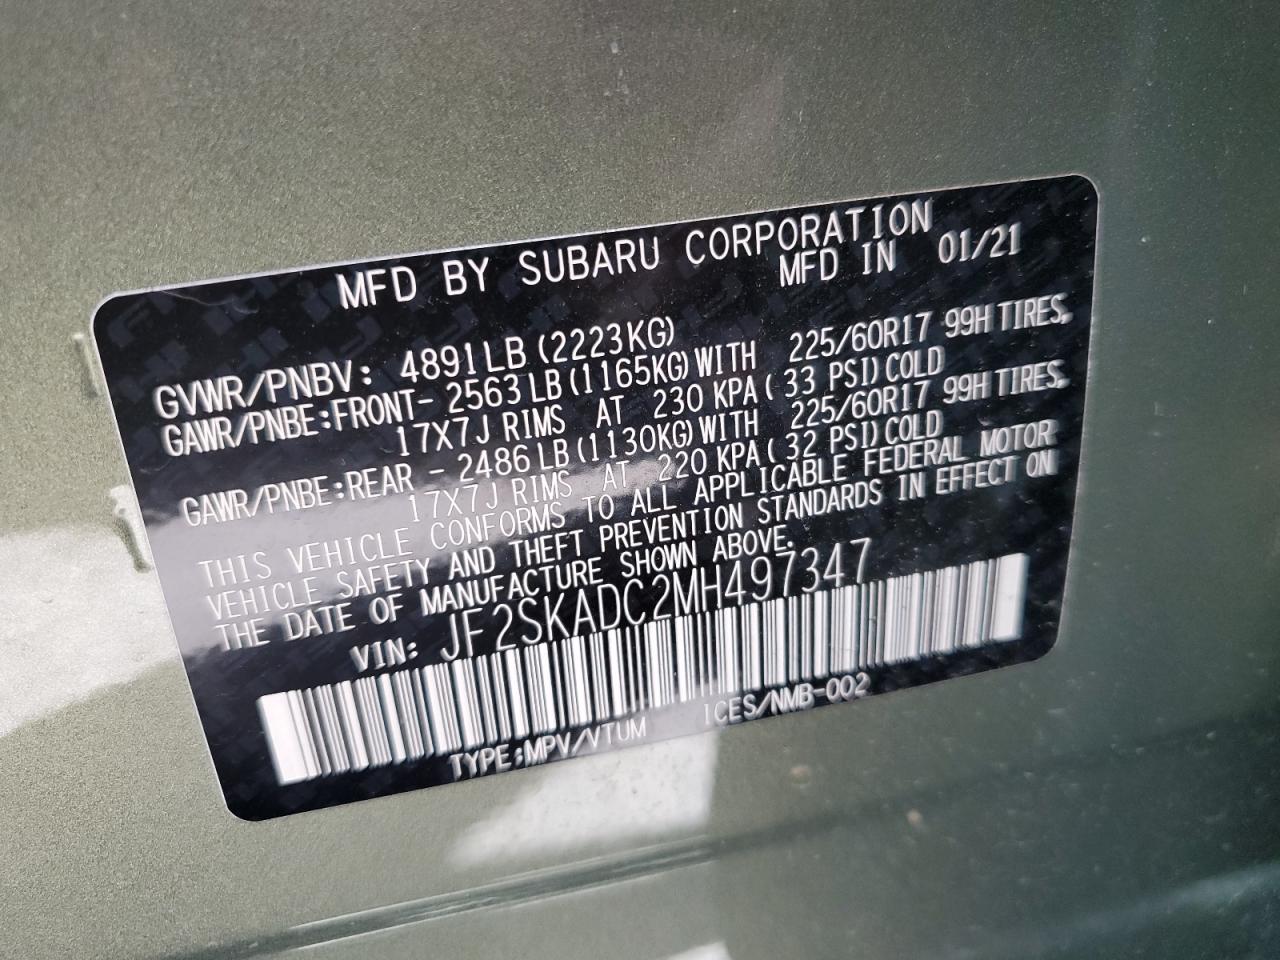 MFD BY SUBARU CORPORATION
MFD IN 01/21
GVWR/PNBV: 4891LB (2223KG)
GAWR/PNBE:FRONT- 2563LB(1165KG)WITH 225/60R17 99H TIRES,
17X7J RIMS AT 230 KPA( 33 PSI)COLD
GAWR/PNBE:REAR - 2486LB(1130KG)WITH 225/60R17 99H TIRES,
17X7J RIMS AT 220 KPA( 32 PSI)COLD
THIS VEHICLE CONFORMS TO ALL APPLICABLE FEDERAL MOTOR
VEHICLE SAFETY AND THEFT PREVENTION STANDARDS IN EFFECT ON
THE DATE OF MANUFACTURE SHOWN ABOVE.
VIN: JF2SKADC2MH497347
TYPE:MPV/VTUM ICES/NMB-002